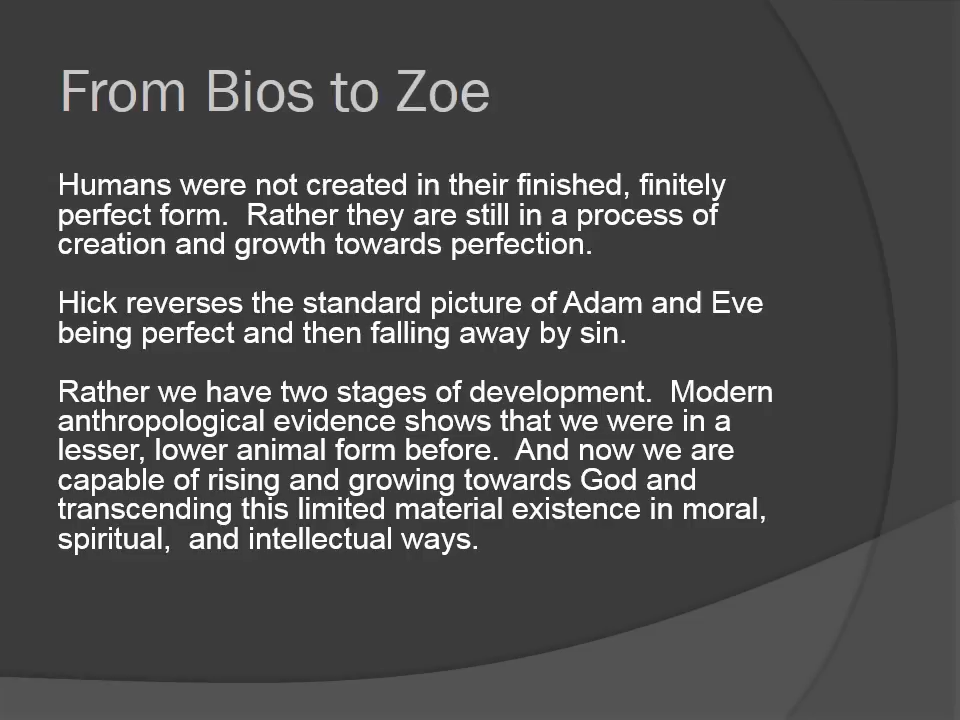 From Bios to Zoe
Humans were not created in their finished, finitely
perfect form.  Rather they are still in a process of
creation and growth towards perfection.
Hick reverses the standard picture of Adam and Eve
being perfect and then falling away by sin.
Rather we have two stages of development.  Modern
anthropological evidence shows that we were in a
lesser, lower animal form before.  And now we are
capable of rising and growing towards God and
transcending this limited material existence in moral,
spiritual,  and intellectual ways.